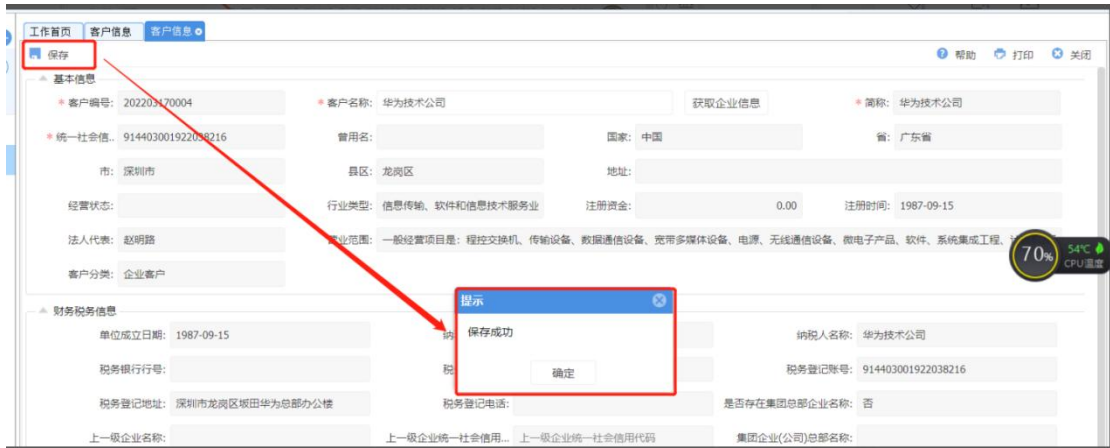 工作首页 客户信息 客户信息
保存 帮助 打印 关闭
基本信息
* 客户编号: 202203170004 * 客户名称: 华为技术公司 获取企业信息 * 简称: 华为技术公司
* 统一社会信.. 914403001922038216 曾用名: 国家: 中国 省: 广东省
市: 深圳市 县区: 龙岗区 地址:
经营状态: 行业类型: 信息传输、软件和信息技术服务业 注册资金: 0.00 注册时间: 1987-09-15
法人代表: 赵明路 业范围: 一般经营项目是：程控交换机、传输设备、数据通信设备、宽带多媒体设备、电源、无线通信设备、微电子产品、软件、系统集成工程、
70% 54℃
CPU温度
客户分类: 企业客户
提示
财务税务信息
单位成立日期: 1987-09-15 纳 保存成功 纳税人名称: 华为技术公司
税务银行行号: 税 确定 税务登记账号: 914403001922038216
税务登记地址: 深圳市龙岗区坂田华为总部办公楼 税务登记电话: 是否存在集团总部企业名称: 否
上一级企业名称: 上一级企业统一社会信用... 上一级企业统一社会信用代码 集团企业(公司)总部名称: